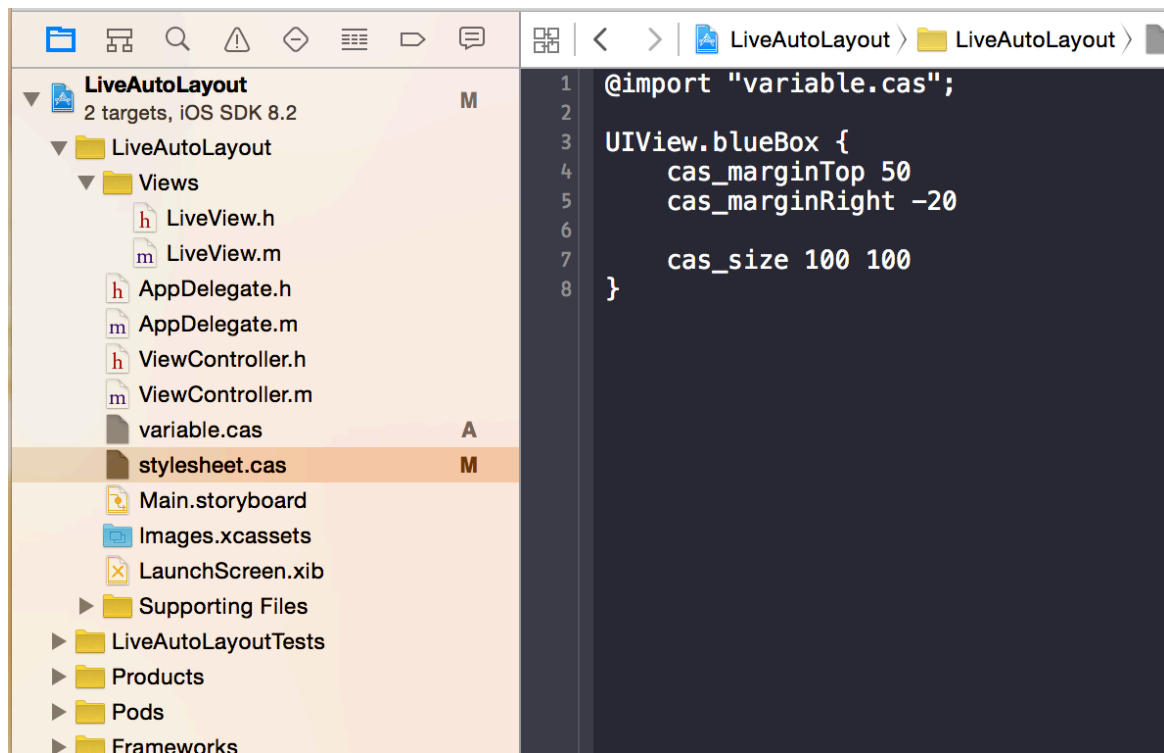 LiveAutoLayout
2 targets, iOS SDK 8.2
M
LiveAutoLayout
Views
h LiveView.h
m LiveView.m
h AppDelegate.h
m AppDelegate.m
h ViewController.h
m ViewController.m
variable.cas A
stylesheet.cas M
Main.storyboard
Images.xcassets
LaunchScreen.xib
Supporting Files
LiveAutoLayoutTests
Products
Pods
Frameworks
LiveAutoLayout LiveAutoLayout
1 @import "variable.cas";
2
3 UIView.blueBox {
4 cas_marginTop 50
5 cas_marginRight -20
6
7 cas_size 100 100
8 }